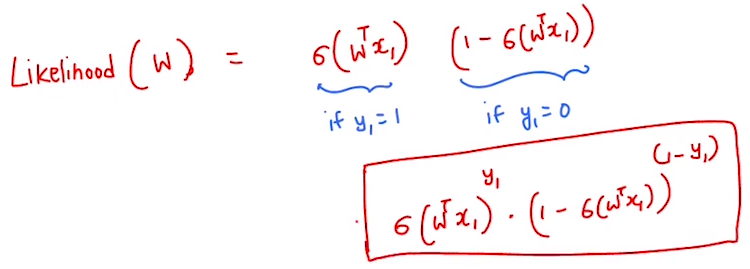 Likelihood (W) = σ(wᵀx₁) (1 - σ(wᵀx₁))
if y₁=1 if y₁=0
σ(wᵀx₁)^y₁ · (1 - σ(wᵀx₁))^(1-y₁)